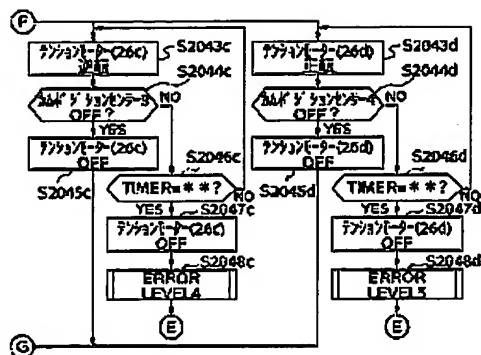 F
テンションモーター(26c)
S2043c
テンションモーター(26d)
S2043d
正転
S2044c
S2044d
OFF?
NO
OFF?
NO
YES
YES
テンションモーター(26c)
OFF
S2045c
テンションモーター(26d)
OFF
S2045d
S2046c
TIMER=**?
NO
S2046d
TIMER=**?
NO
YES
S2047c
YES
S2047d
テンションモーター(26c)
OFF
テンションモーター(26d)
OFF
S2048c
ERROR
LEVEL4
S2048d
ERROR
E
E
G